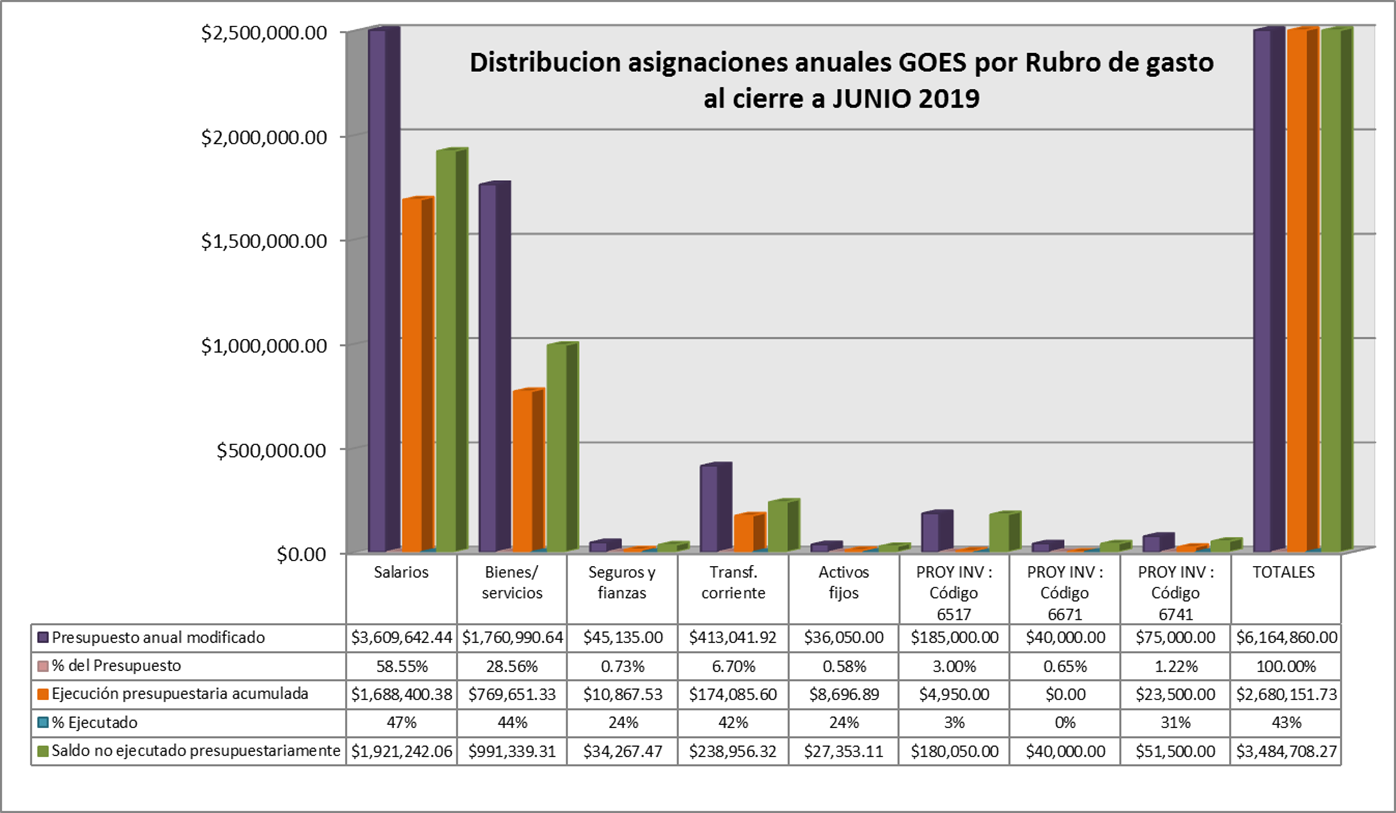 Distribucion asignaciones anuales GOES por Rubro de gasto
al cierre a JUNIO 2019
$2,500,000.00
$2,000,000.00
$1,500,000.00
$1,000,000.00
$500,000.00
$0.00
Salarios
Bienes/
servicios
Seguros y
fianzas
Transf.
corriente
Activos
fijos
PROY INV :
Código
6517
PROY INV :
Código
6671
PROY INV :
Código
6741
TOTALES
Presupuesto anual modificado $3,609,642.44 $1,760,990.64 $45,135.00 $413,041.92 $36,050.00 $185,000.00 $40,000.00 $75,000.00 $6,164,860.00
% del Presupuesto 58.55% 28.56% 0.73% 6.70% 0.58% 3.00% 0.65% 1.22% 100.00%
Ejecución presupuestaria acumulada $1,688,400.38 $769,651.33 $10,867.53 $174,085.60 $8,696.89 $4,950.00 $0.00 $23,500.00 $2,680,151.73
% Ejecutado 47% 44% 24% 42% 24% 3% 0% 31% 43%
Saldo no ejecutado presupuestariamente $1,921,242.06 $991,339.31 $34,267.47 $238,956.32 $27,353.11 $180,050.00 $40,000.00 $51,500.00 $3,484,708.27